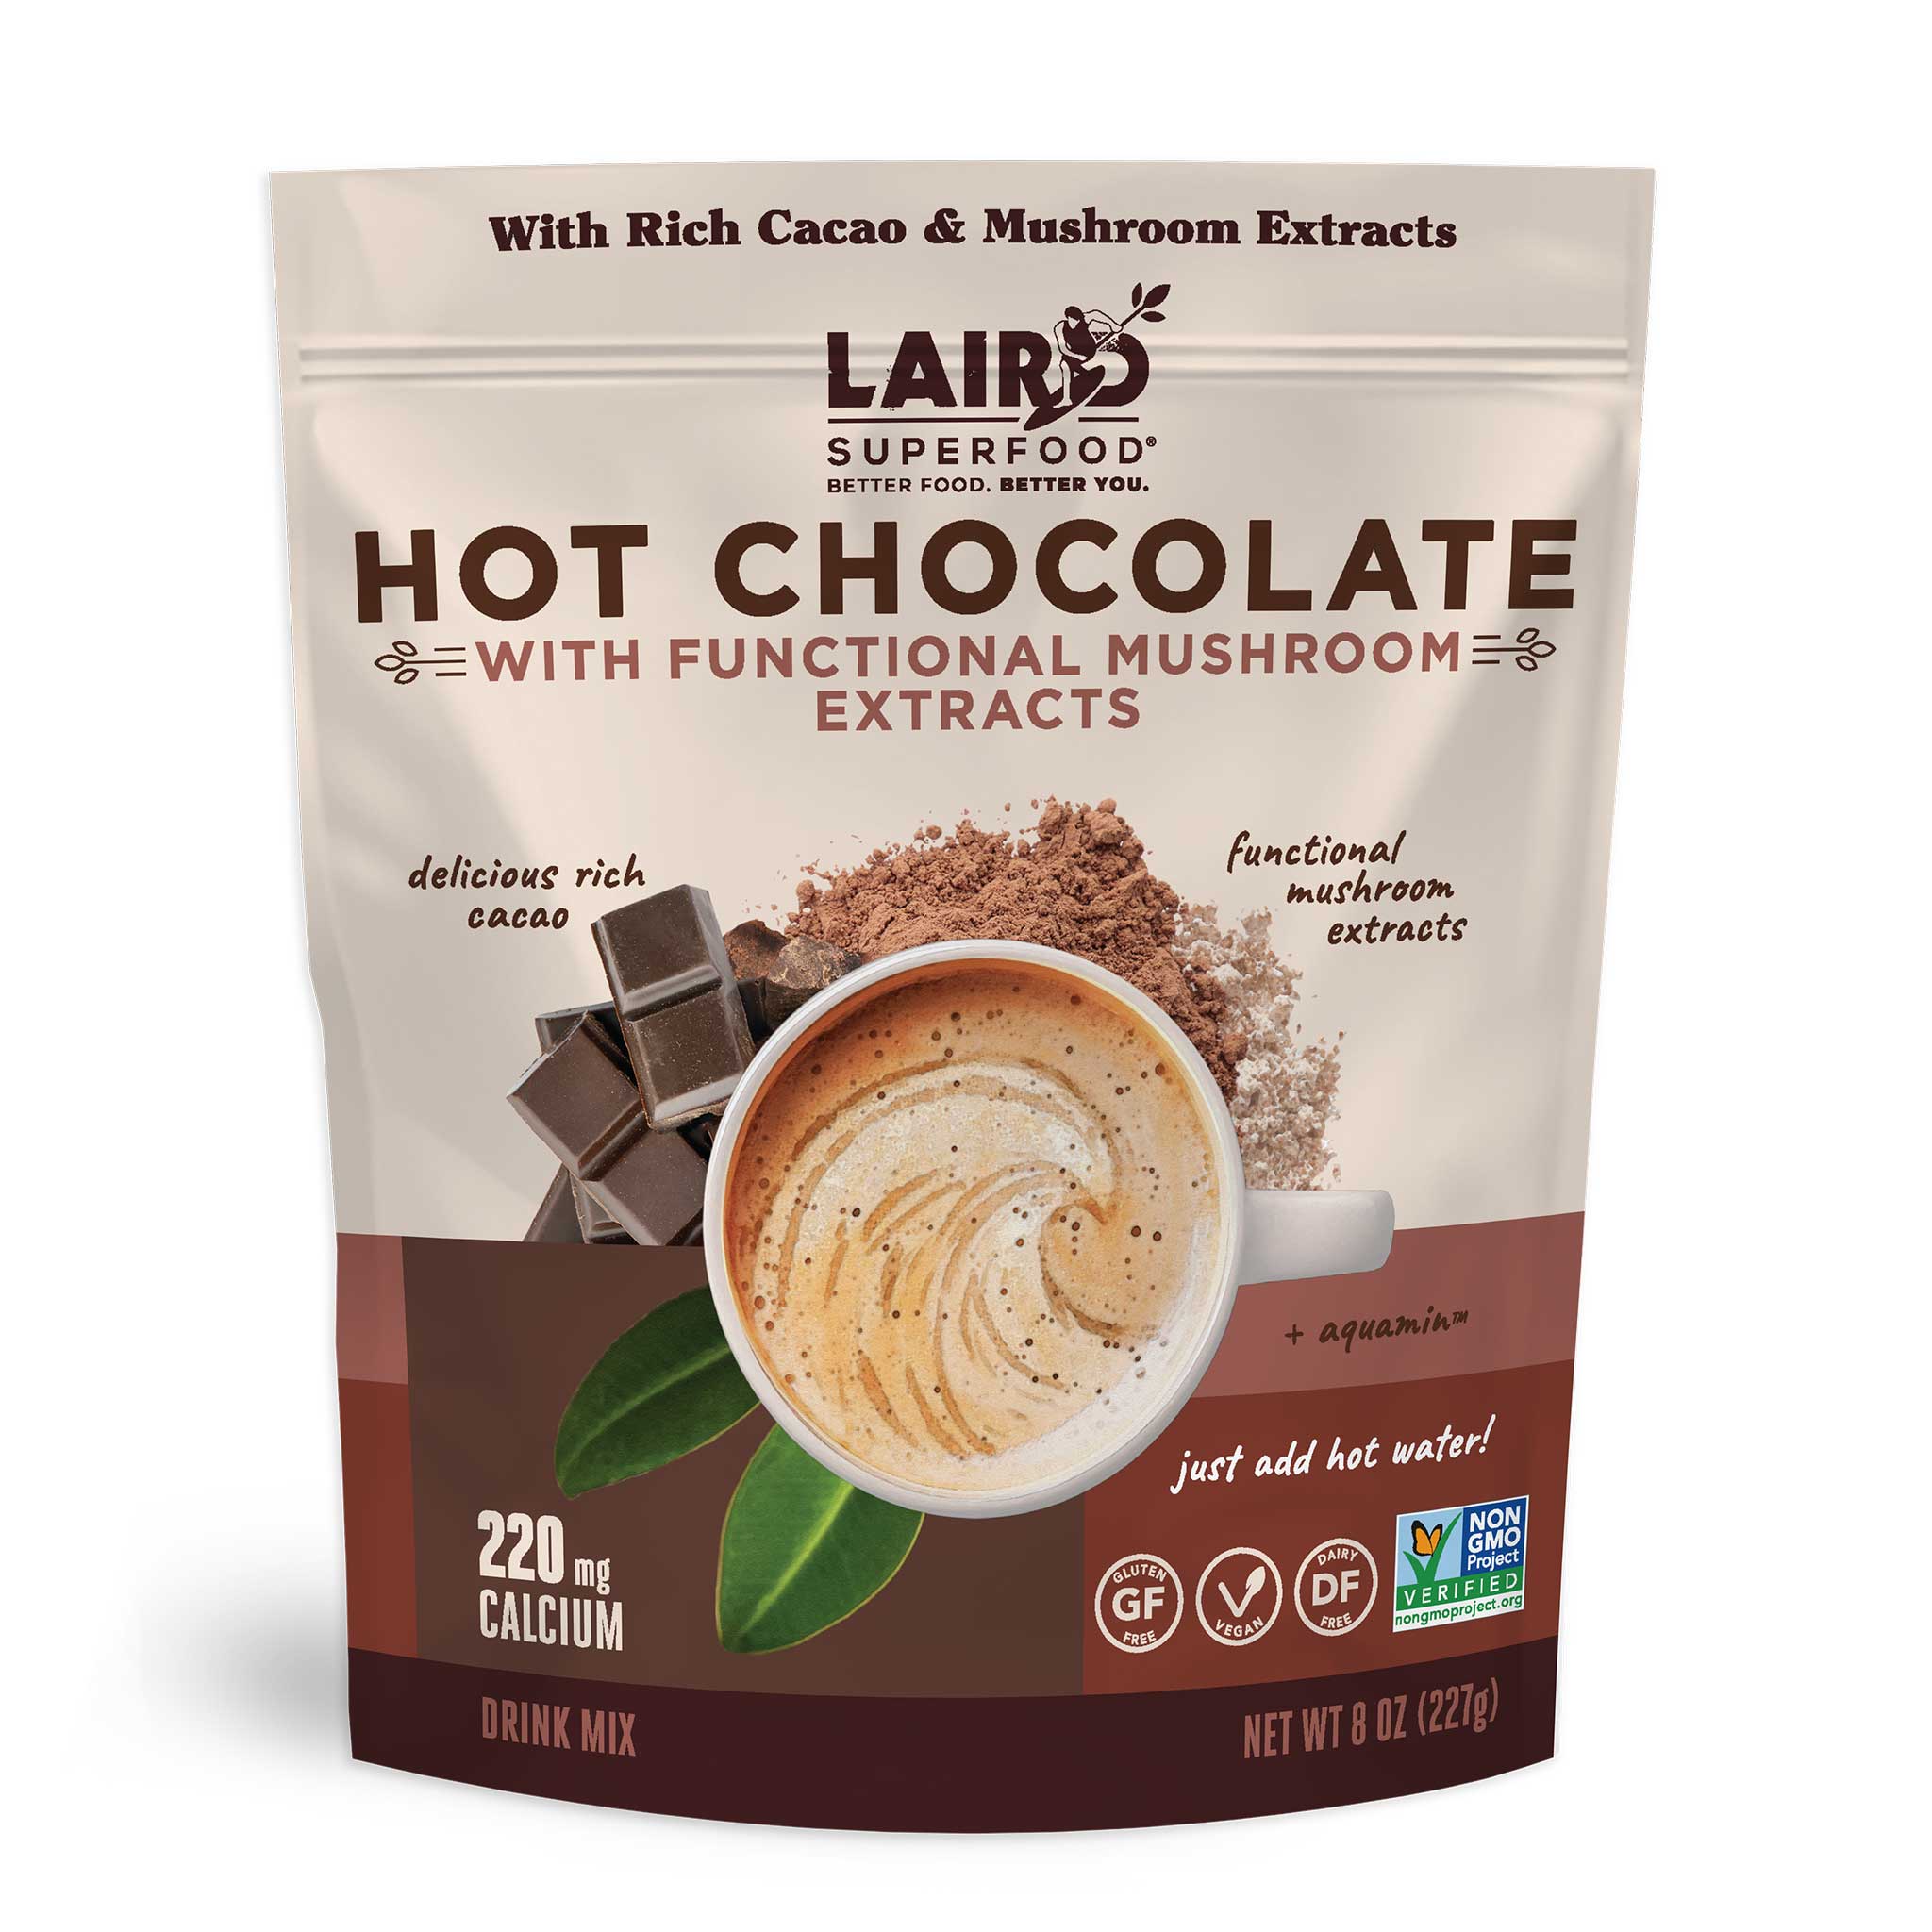 With Rich Cacao & Mushroom Extracts
LAIRD
SUPERFOOD®
BETTER FOOD. BETTER YOU.
HOT CHOCOLATE
WITH FUNCTIONAL MUSHROOM
EXTRACTS
delicious rich
cacao
functional
mushroom
extracts
+ aquamin™
just add hot water!
220 mg
CALCIUM
GLUTEN
GF
FREE
V
VEGAN
DAIRY
DF
FREE
NON
GMO
Project
VERIFIED
nongmoproject.org
DRINK MIX
NET WT 8 OZ (227g)